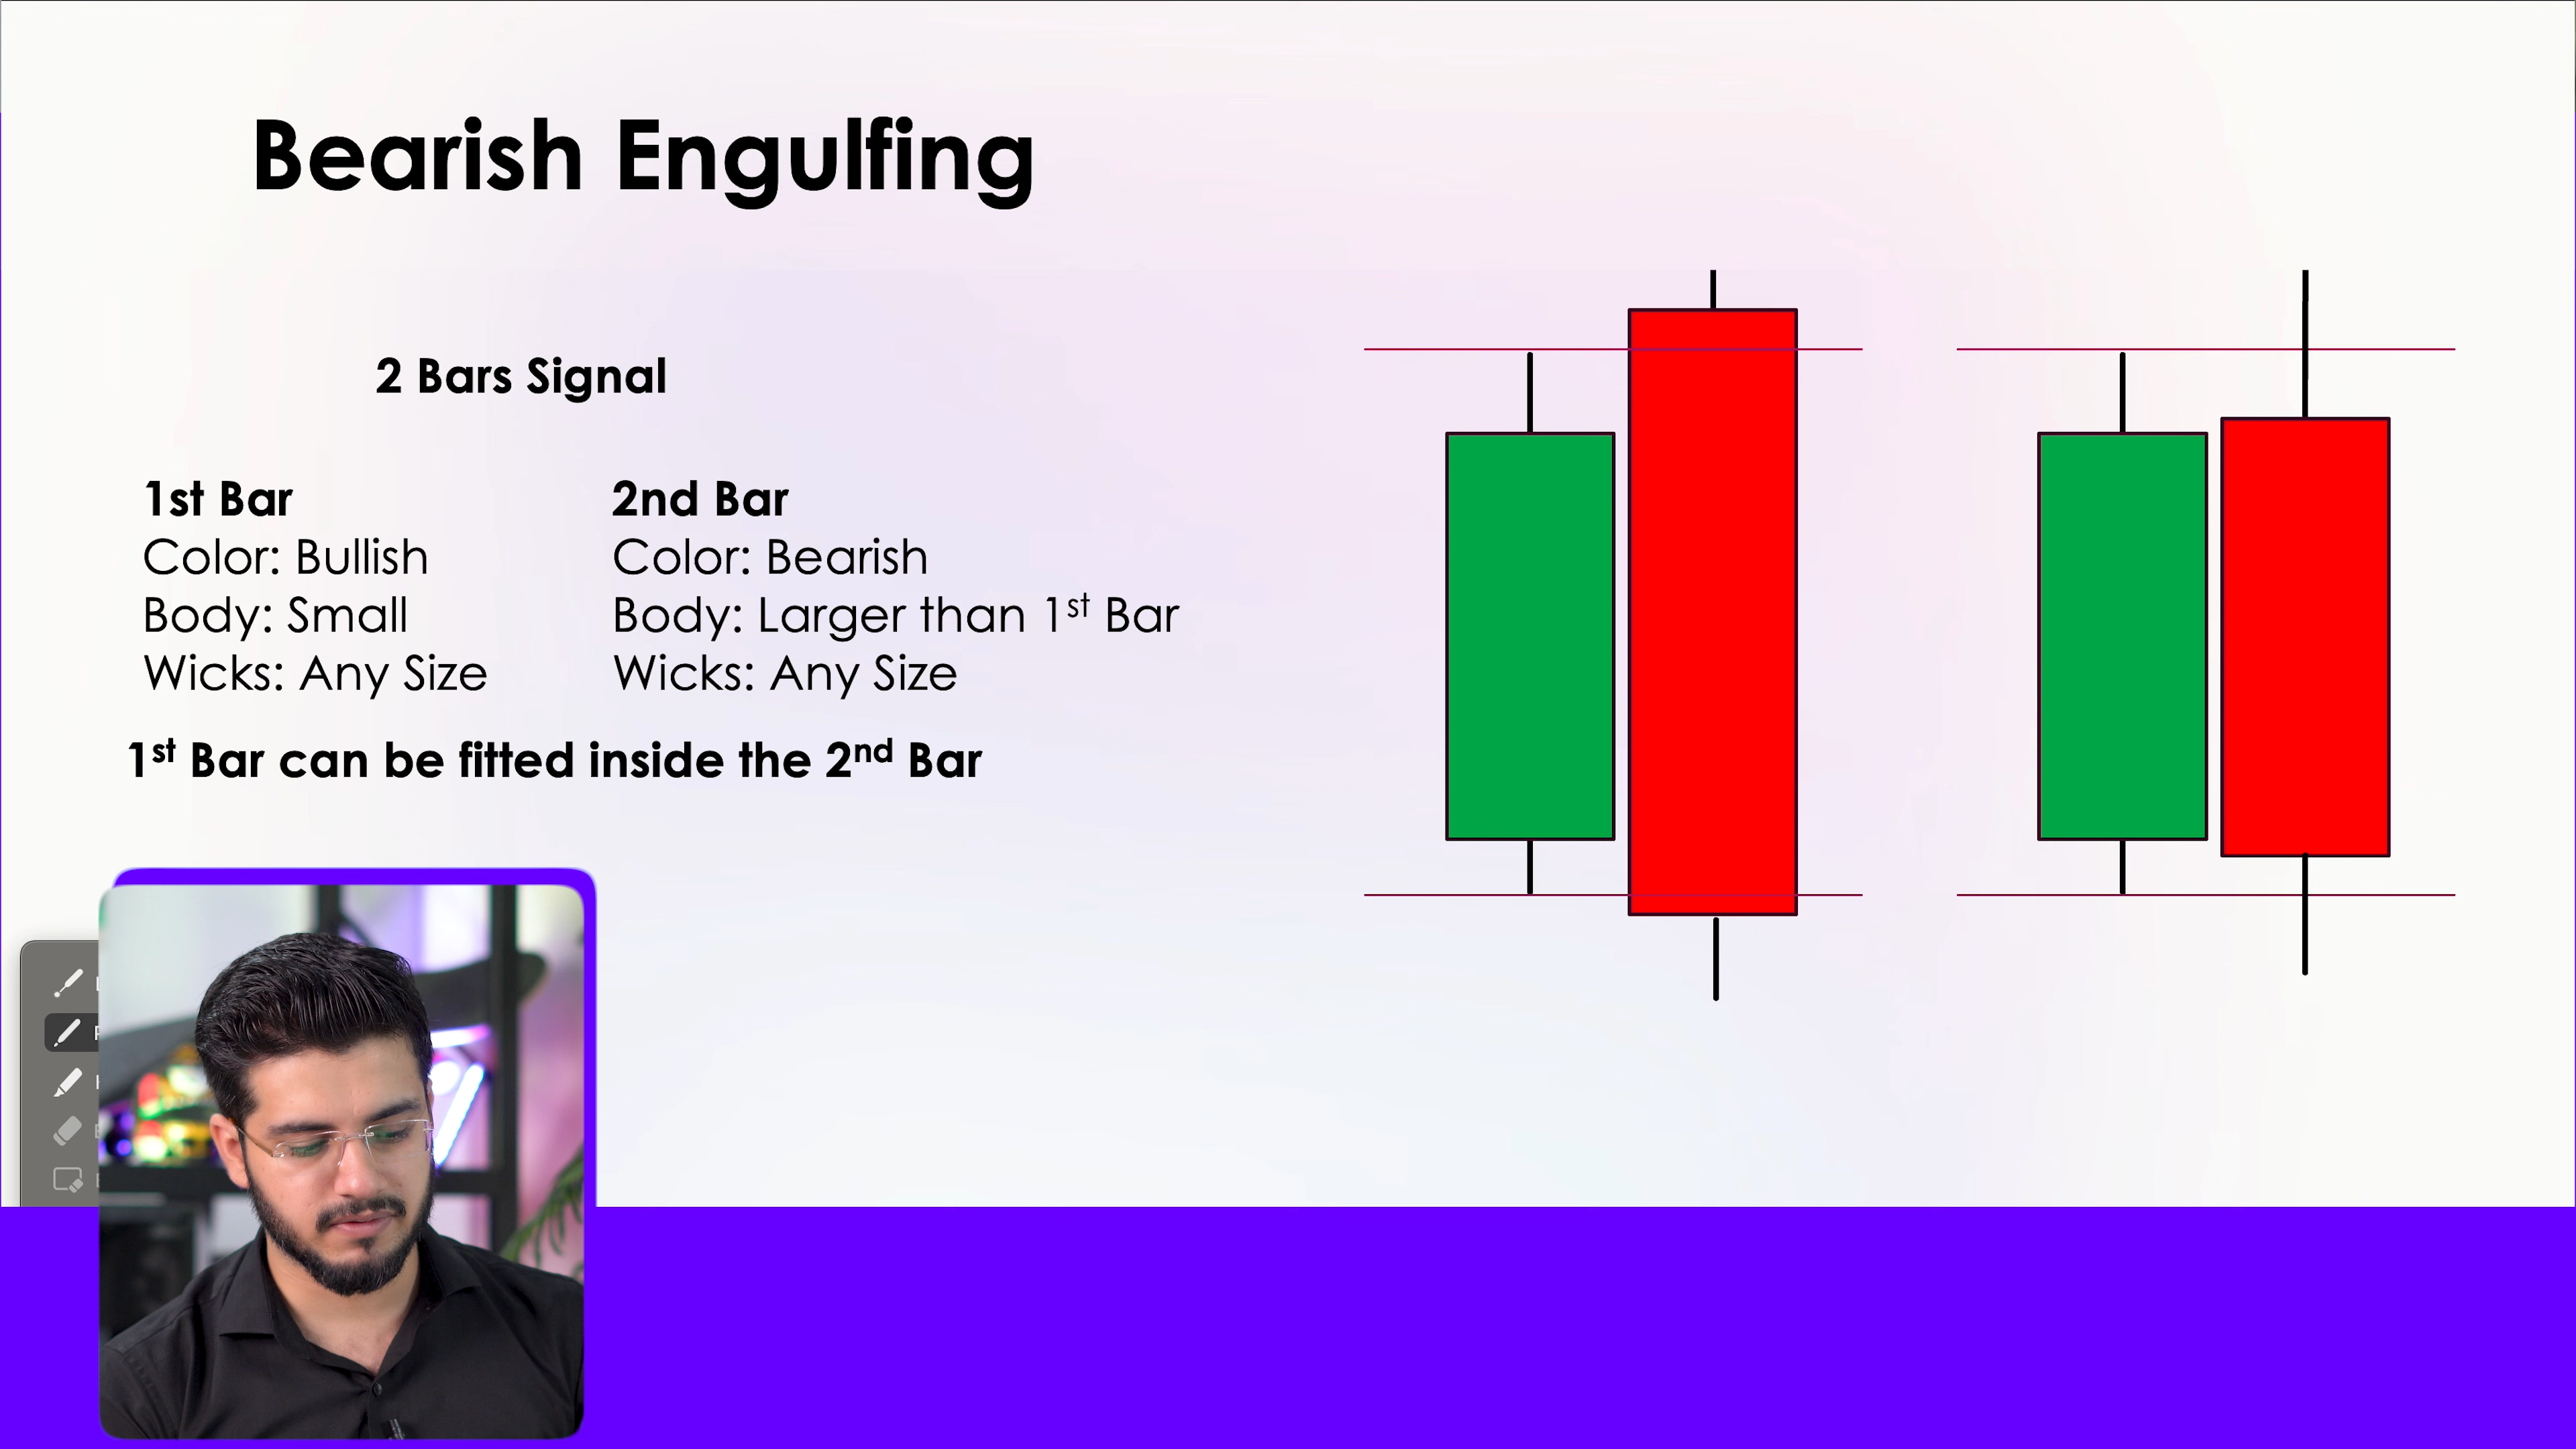 Bearish Engulfing
2 Bars Signal
1st Bar
Color: Bullish
Body: Small
Wicks: Any Size
2nd Bar
Color: Bearish
Body: Larger than 1st Bar
Wicks: Any Size
1st Bar can be fitted inside the 2nd Bar